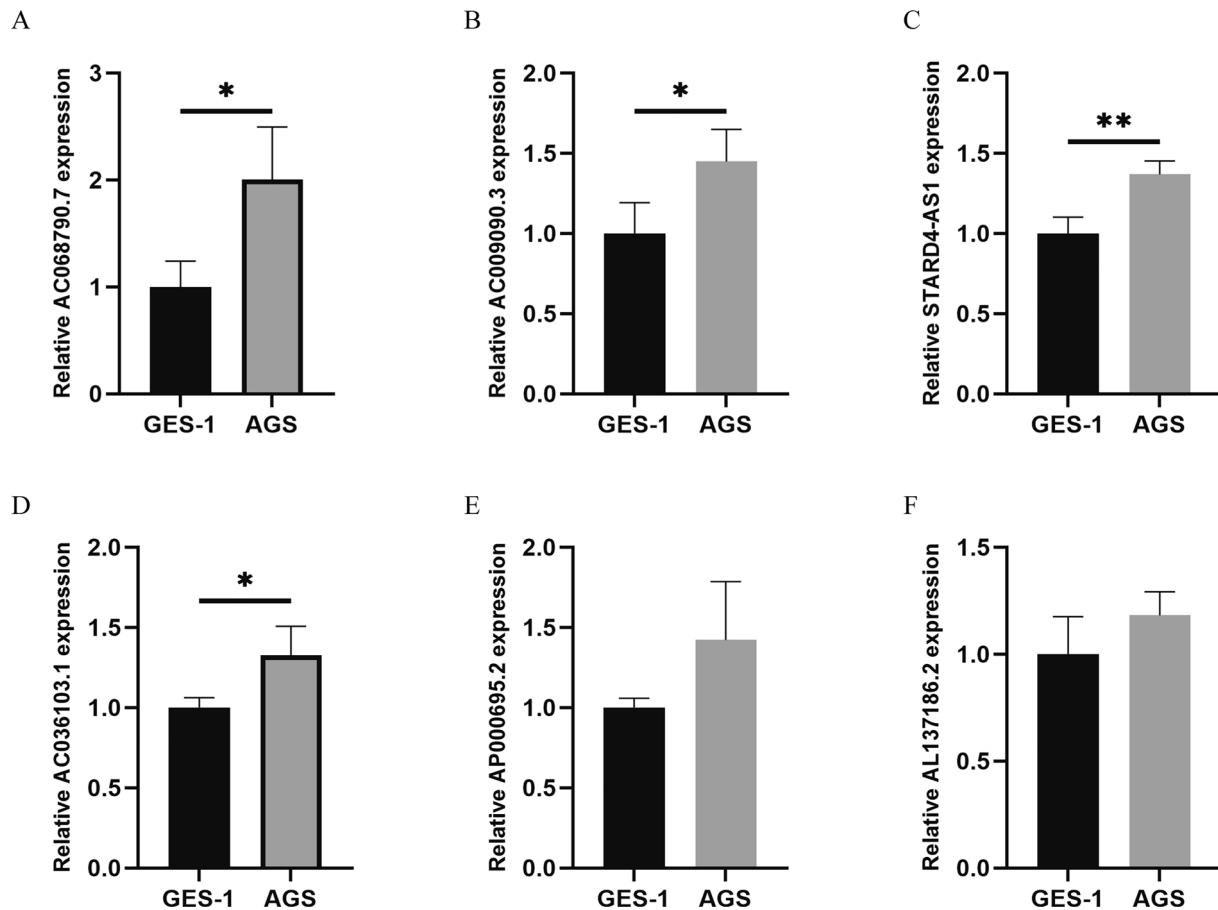 A
Relative AC068790.7 expression
3
2
1
0
*
GES-1 AGS
B
Relative AC009090.3 expression
2.0
1.5
1.0
0.5
0.0
*
GES-1 AGS
C
Relative STARD4-AS1 expression
2.0
1.5
1.0
0.5
0.0
**
GES-1 AGS
D
Relative AC036103.1 expression
2.0
1.5
1.0
0.5
0.0
*
GES-1 AGS
E
Relative AP000695.2 expression
2.0
1.5
1.0
0.5
0.0
GES-1 AGS
F
Relative AL137186.2 expression
1.5
1.0
0.5
0.0
GES-1 AGS